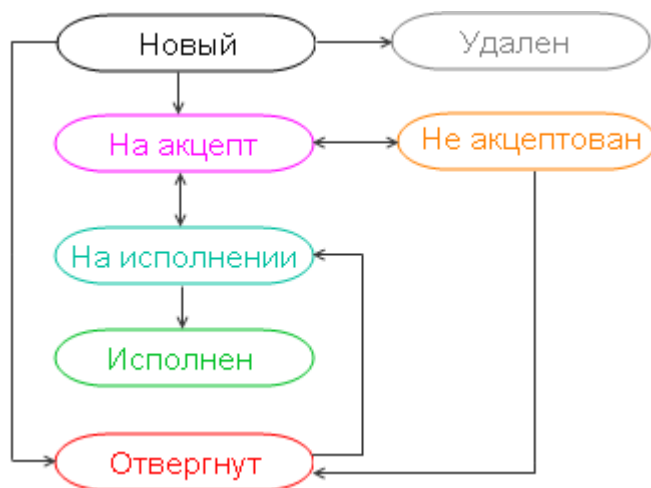 Новый
Удален
На акцепт
Не акцептован
На исполнении
Исполнен
Отвергнут